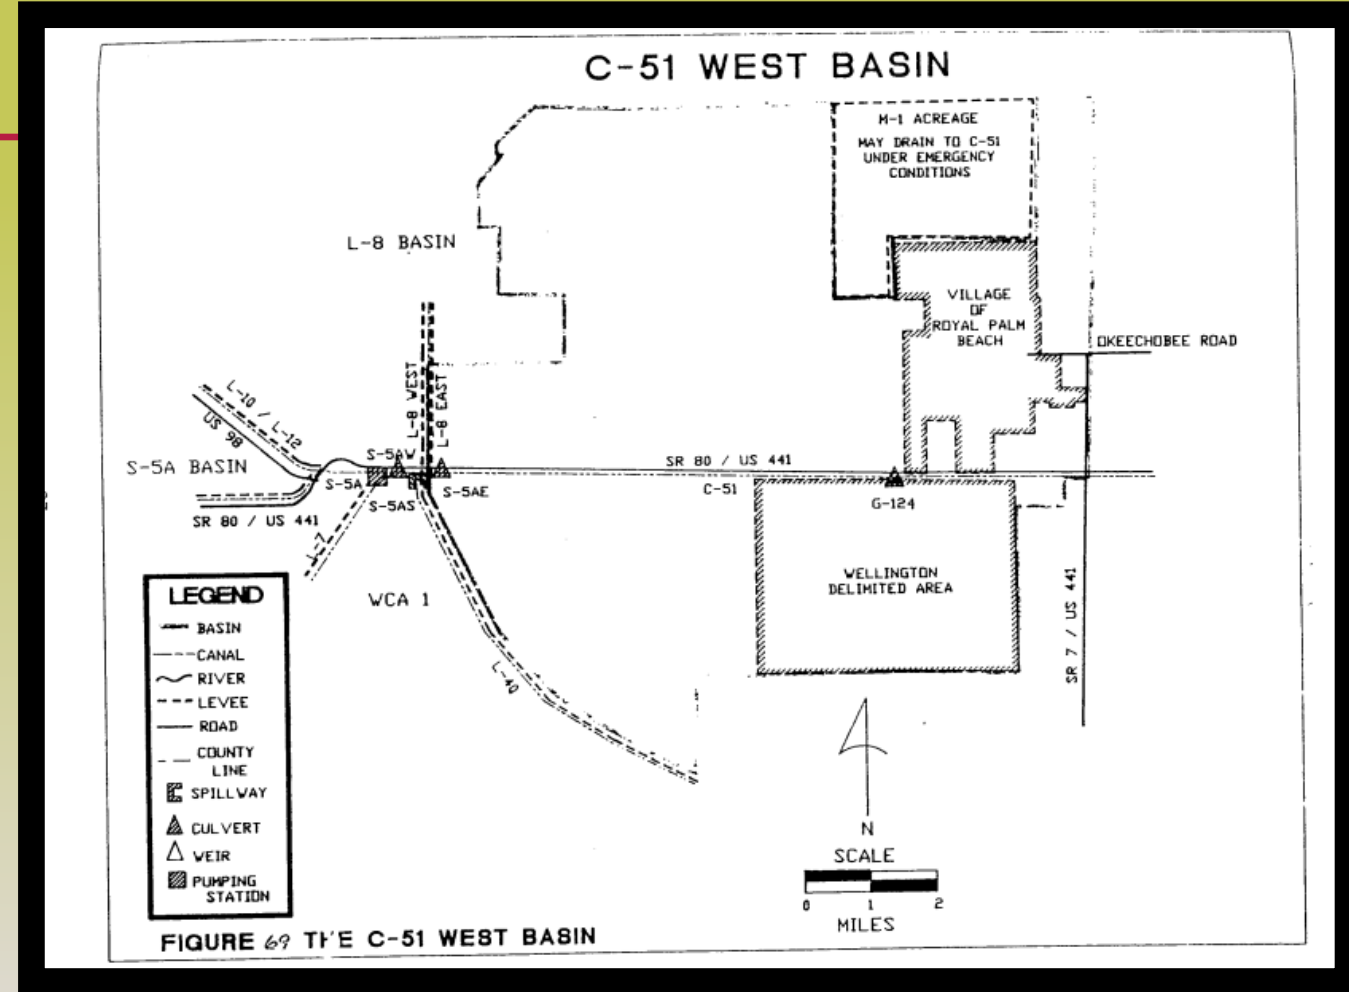 C-51 WEST BASIN
M-1 ACREAGE
MAY DRAIN TO C-51
UNDER EMERGENCY
CONDITIONS
L-8 BASIN
VILLAGE
OF
ROYAL PALM
BEACH
OKEECHOBEE ROAD
L-8 WEST
L-8 EAST
L-10 / L-12
US 98
S-5A BASIN
S-5AW
SR 80 / US 441
S-5A
S-5AE
C-51
S-5AS
G-124
SR 80 / US 441
L-7
WCA 1
WELLINGTON
DELIMITED AREA
SR 7 / US 441
L-40
LEGEND
BASIN
CANAL
RIVER
LEVEE
ROAD
COUNTY
LINE
SPILLWAY
CULVERT
WEIR
PUMPING
STATION
N
SCALE
0 1 2
MILES
FIGURE 69 THE C-51 WEST BASIN